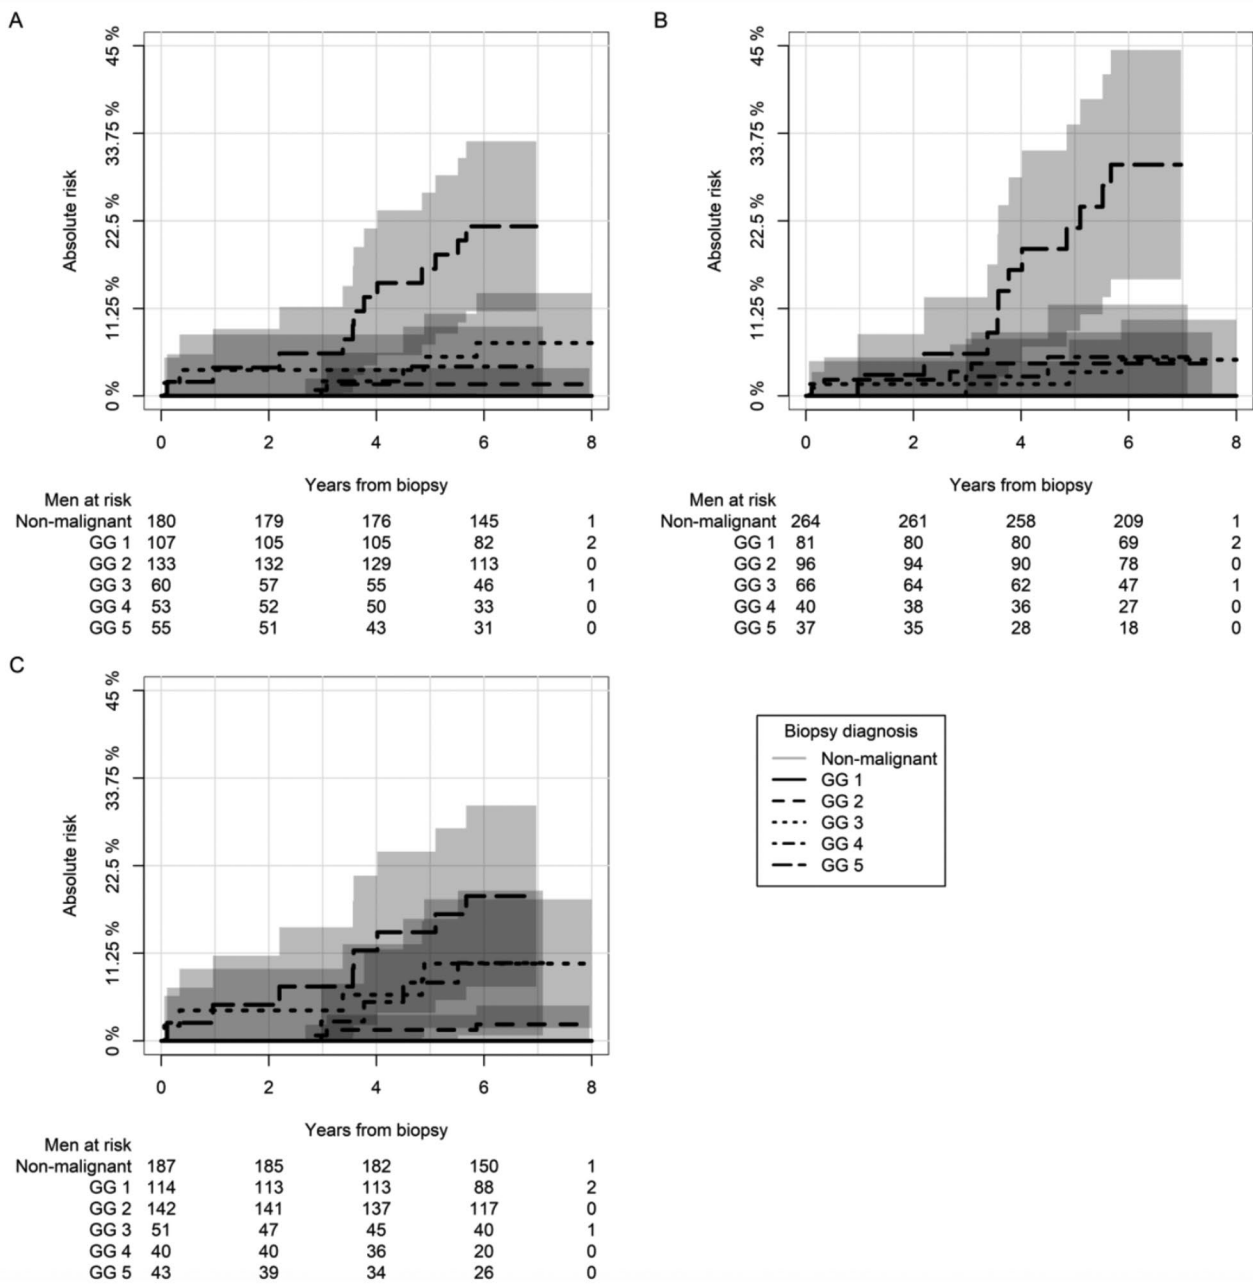 A
45 %
33.75 %
22.5 %
11.25 %
0 %
Absolute risk
0 2 4 6 8
Years from biopsy
Men at risk
Non-malignant 180 179 176 145 1
GG 1 107 105 105 82 2
GG 2 133 132 129 113 0
GG 3 60 57 55 46 1
GG 4 53 52 50 33 0
GG 5 55 51 43 31 0
B
45 %
33.75 %
22.5 %
11.25 %
0 %
Absolute risk
0 2 4 6 8
Years from biopsy
Men at risk
Non-malignant 264 261 258 209 1
GG 1 81 80 80 69 2
GG 2 96 94 90 78 0
GG 3 66 64 62 47 1
GG 4 40 38 36 27 0
GG 5 37 35 28 18 0
C
45 %
33.75 %
22.5 %
11.25 %
0 %
Absolute risk
0 2 4 6 8
Years from biopsy
Men at risk
Non-malignant 187 185 182 150 1
GG 1 114 113 113 88 2
GG 2 142 141 137 117 0
GG 3 51 47 45 40 1
GG 4 40 40 36 20 0
GG 5 43 39 34 26 0
Biopsy diagnosis
Non-malignant
GG 1
GG 2
GG 3
GG 4
GG 5